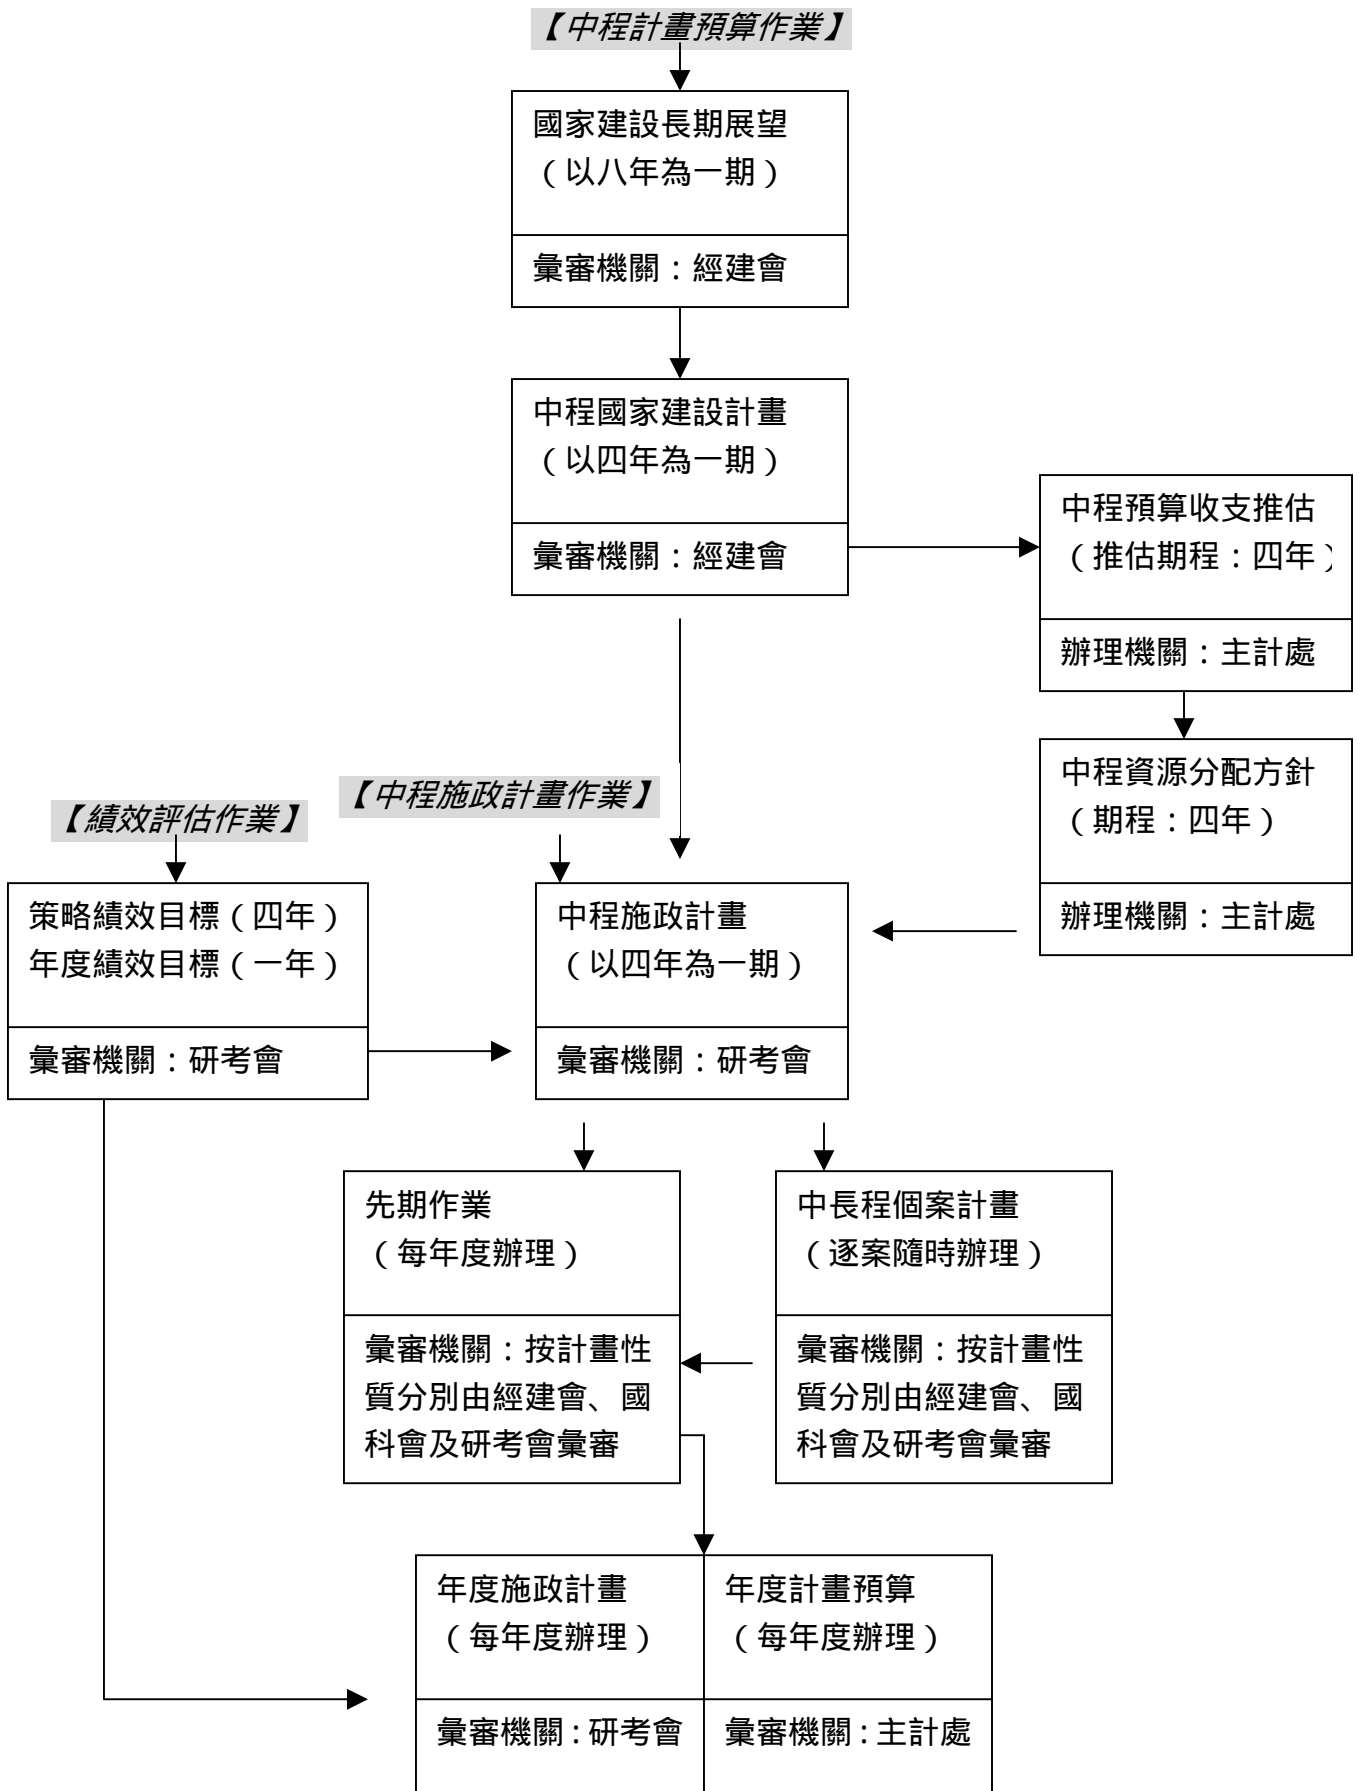 【中程計畫預算作業】
國家建設長期展望
（以八年為一期）
彙審機關：經建會
中程國家建設計畫
（以四年為一期）
彙審機關：經建會
中程預算收支推估
（推估期程：四年）
辦理機關：主計處
中程資源分配方針
（期程：四年）
辦理機關：主計處
【中程施政計畫作業】
【績效評估作業】
策略績效目標（四年）
年度績效目標（一年）
彙審機關：研考會
中程施政計畫
（以四年為一期）
彙審機關：研考會
先期作業
（每年度辦理）
彙審機關：按計畫性
質分別由經建會、國
科會及研考會彙審
中長程個案計畫
（逐案隨時辦理）
彙審機關：按計畫性
質分別由經建會、國
科會及研考會彙審
年度施政計畫
（每年度辦理）
彙審機關：研考會
年度計畫預算
（每年度辦理）
彙審機關：主計處